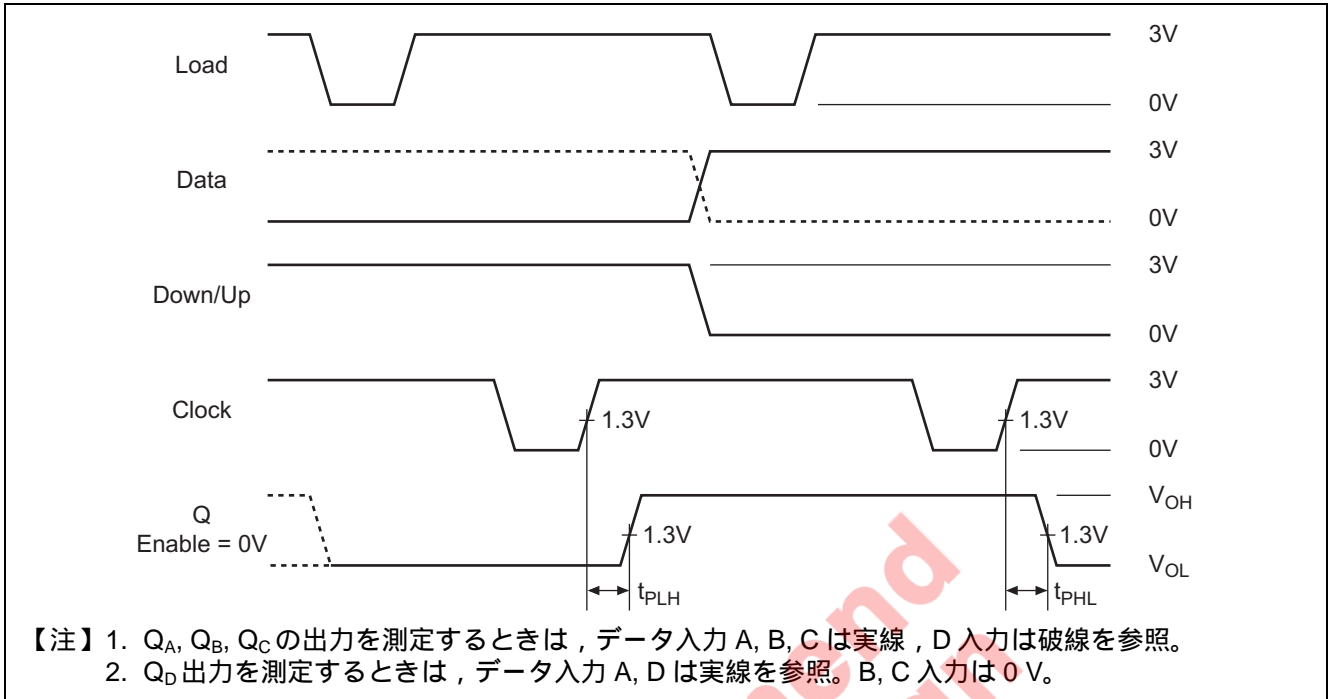 Load
3V
0V
Data
3V
0V
Down/Up
3V
0V
Clock
1.3V
1.3V
3V
0V
Q
Enable = 0V
1.3V
1.3V
VOH
VOL
tPLH
tPHL
【注】1. QA, QB, QCの出力を測定するときは，データ入力 A, B, C は実線，D 入力は破線を参照。
2. QD出力を測定するときは，データ入力 A, D は実線を参照。B, C 入力は 0 V。